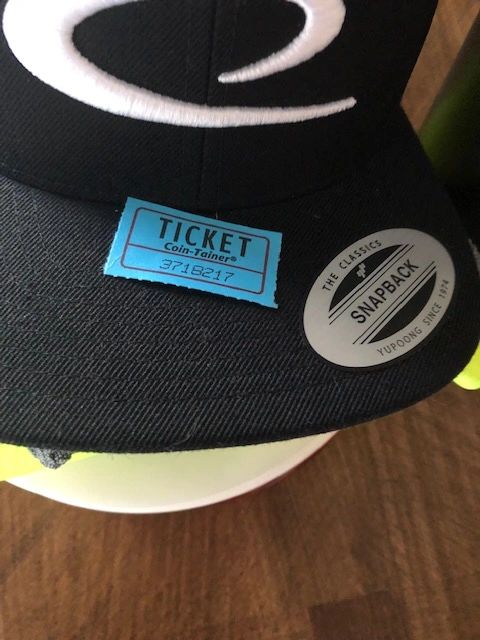 TICKET
Coin-Tainer®
3718217
THE CLASSICS
SNAPBACK
YUPOONG SINCE 1974